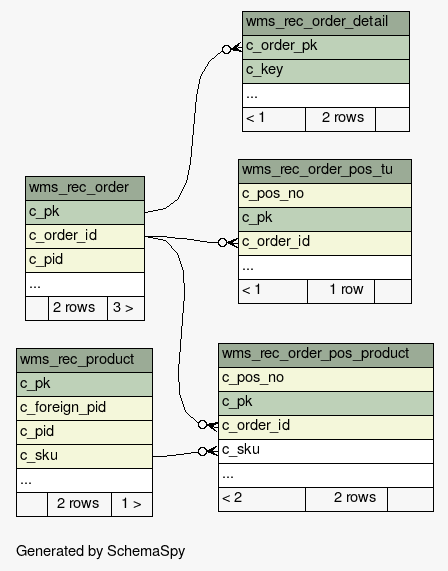 wms_rec_order_detail
c_order_pk
c_key
...
< 1 2 rows
wms_rec_order_pos_tu
c_pos_no
c_pk
c_order_id
...
< 1 1 row
wms_rec_order
c_pk
c_order_id
c_pid
...
2 rows 3 >
wms_rec_product
c_pk
c_foreign_pid
c_pid
c_sku
...
2 rows 1 >
wms_rec_order_pos_product
c_pos_no
c_pk
c_order_id
c_sku
...
< 2 2 rows
Generated by SchemaSpy